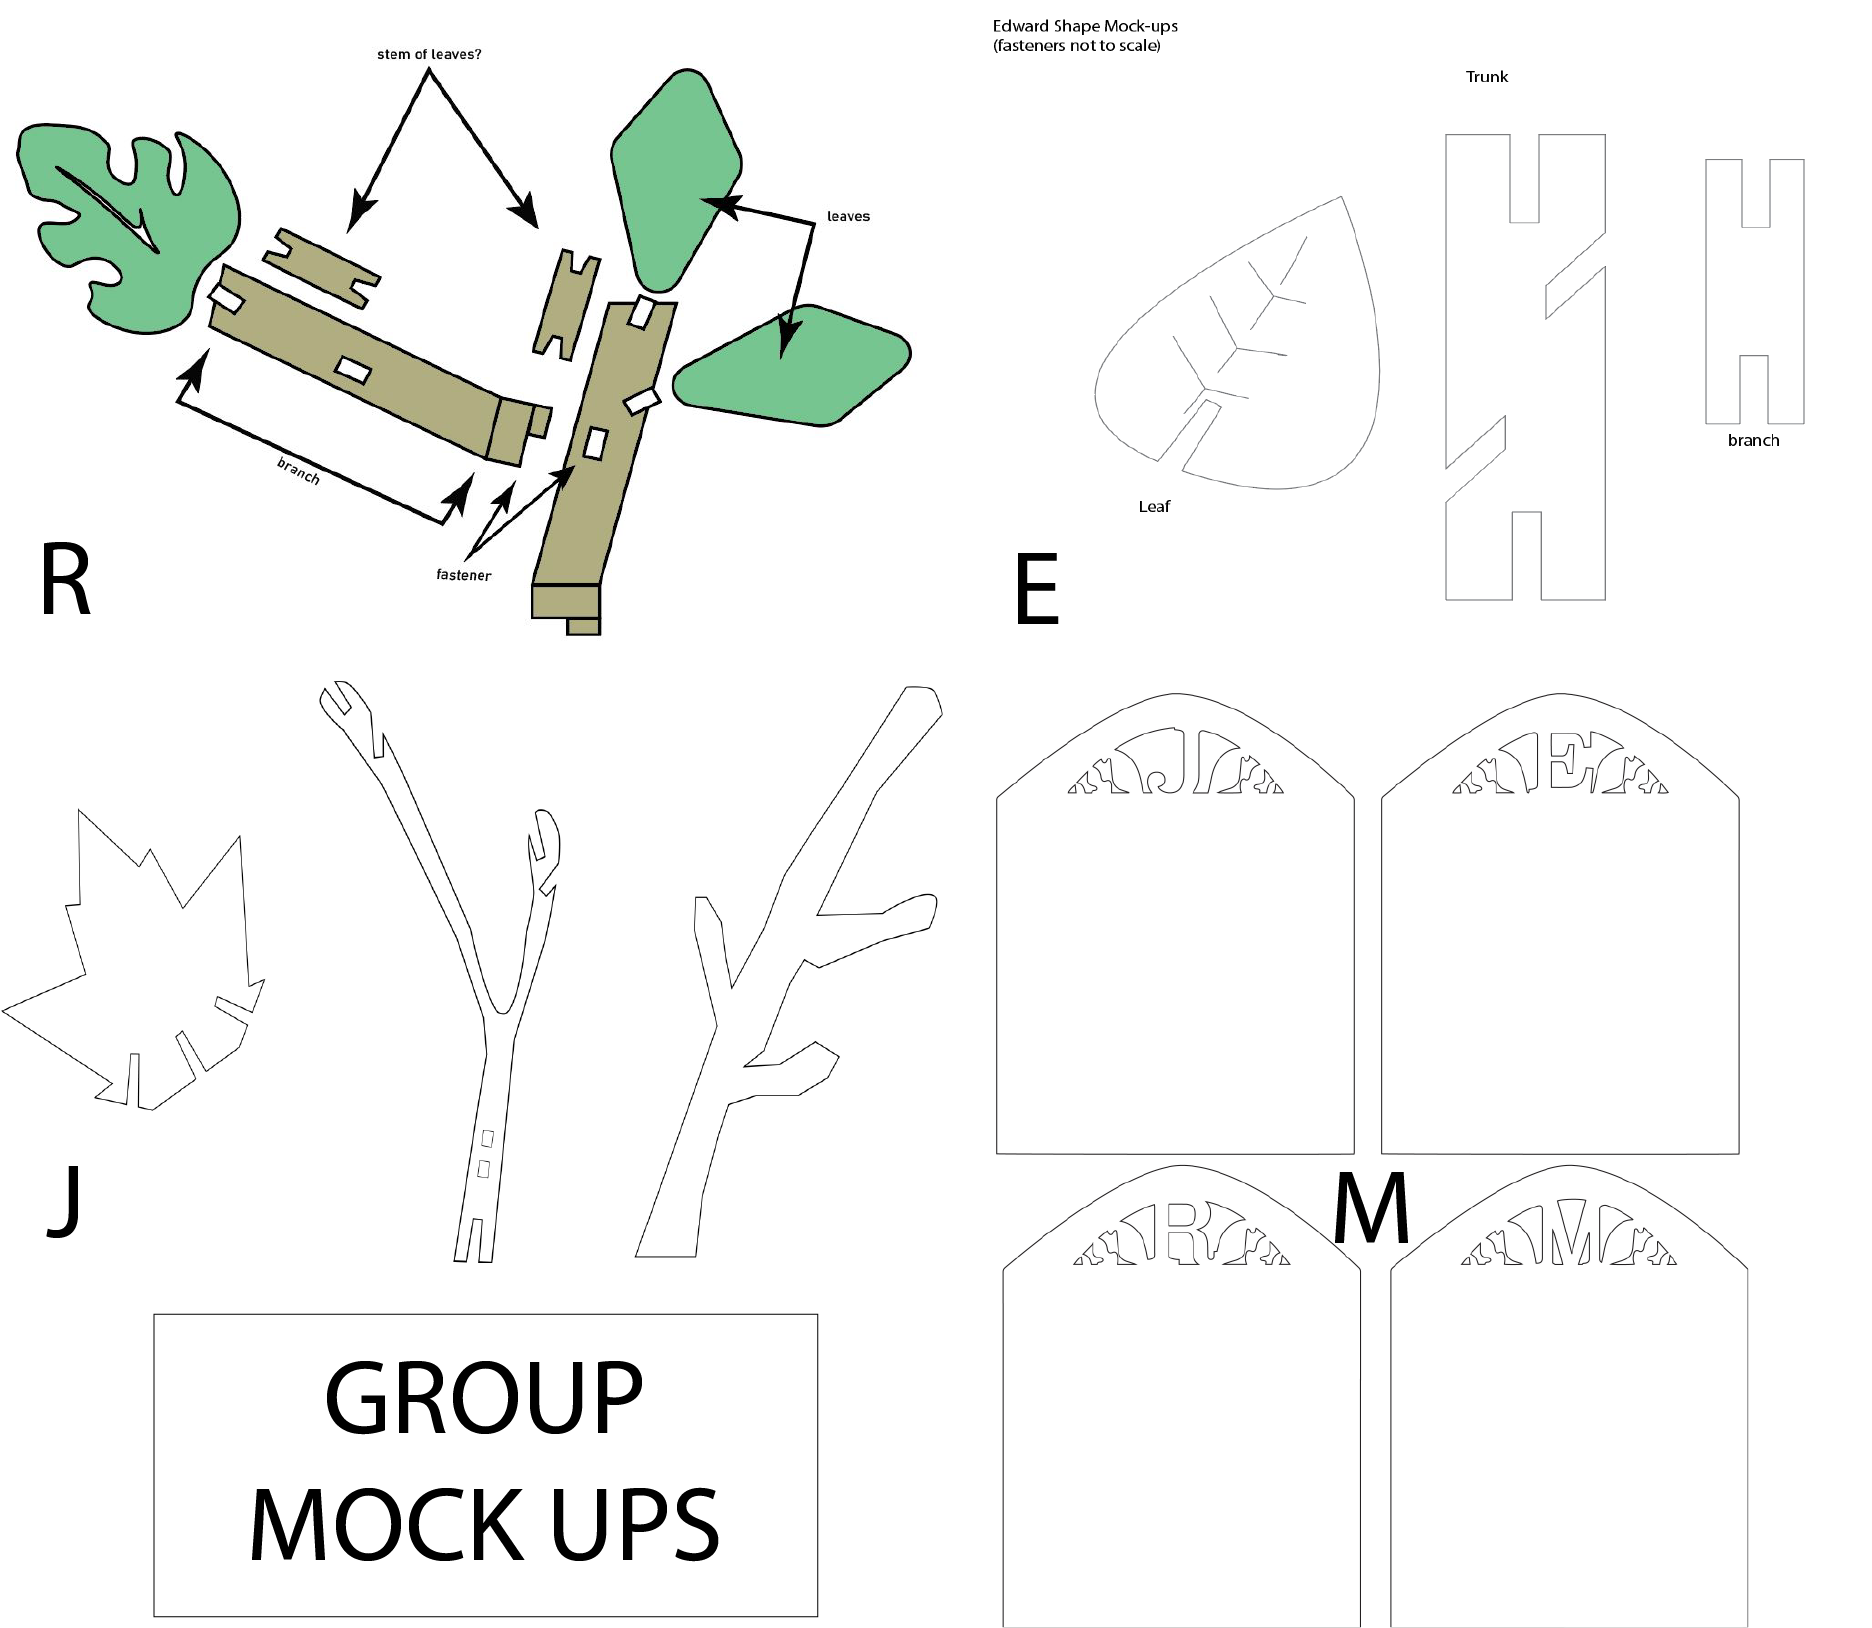 stem of leaves?
leaves
branch
fastener
R
Edward Shape Mock-ups
(fasteners not to scale)
Trunk
branch
Leaf
E
J
J
E
R
M
M
GROUP
MOCK UPS